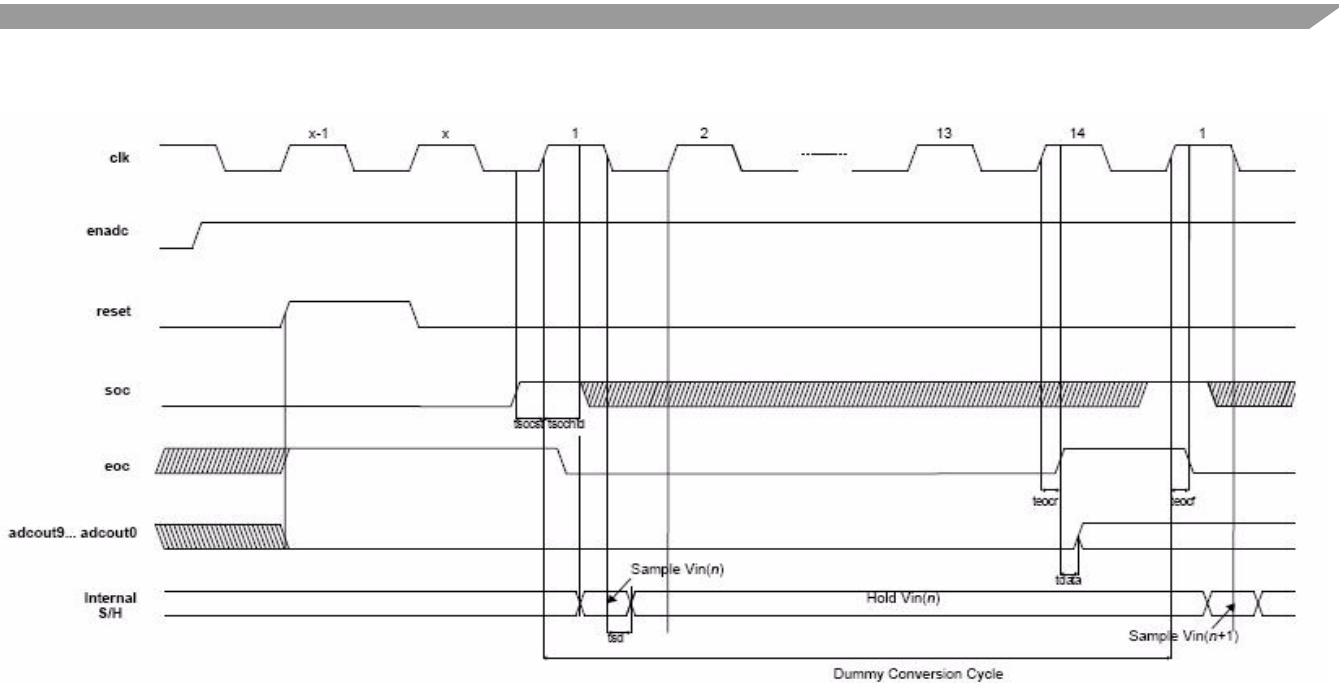 x-1 x 1 2 13 14 1
clk
enadc
reset
soc
tsocst tsochld
eoc
teocr teocf
adcout9... adcout0
Sample Vin(n)
tdata
Internal
S/H
Hold Vin(n)
tsd
Sample Vin(n+1)
Dummy Conversion Cycle